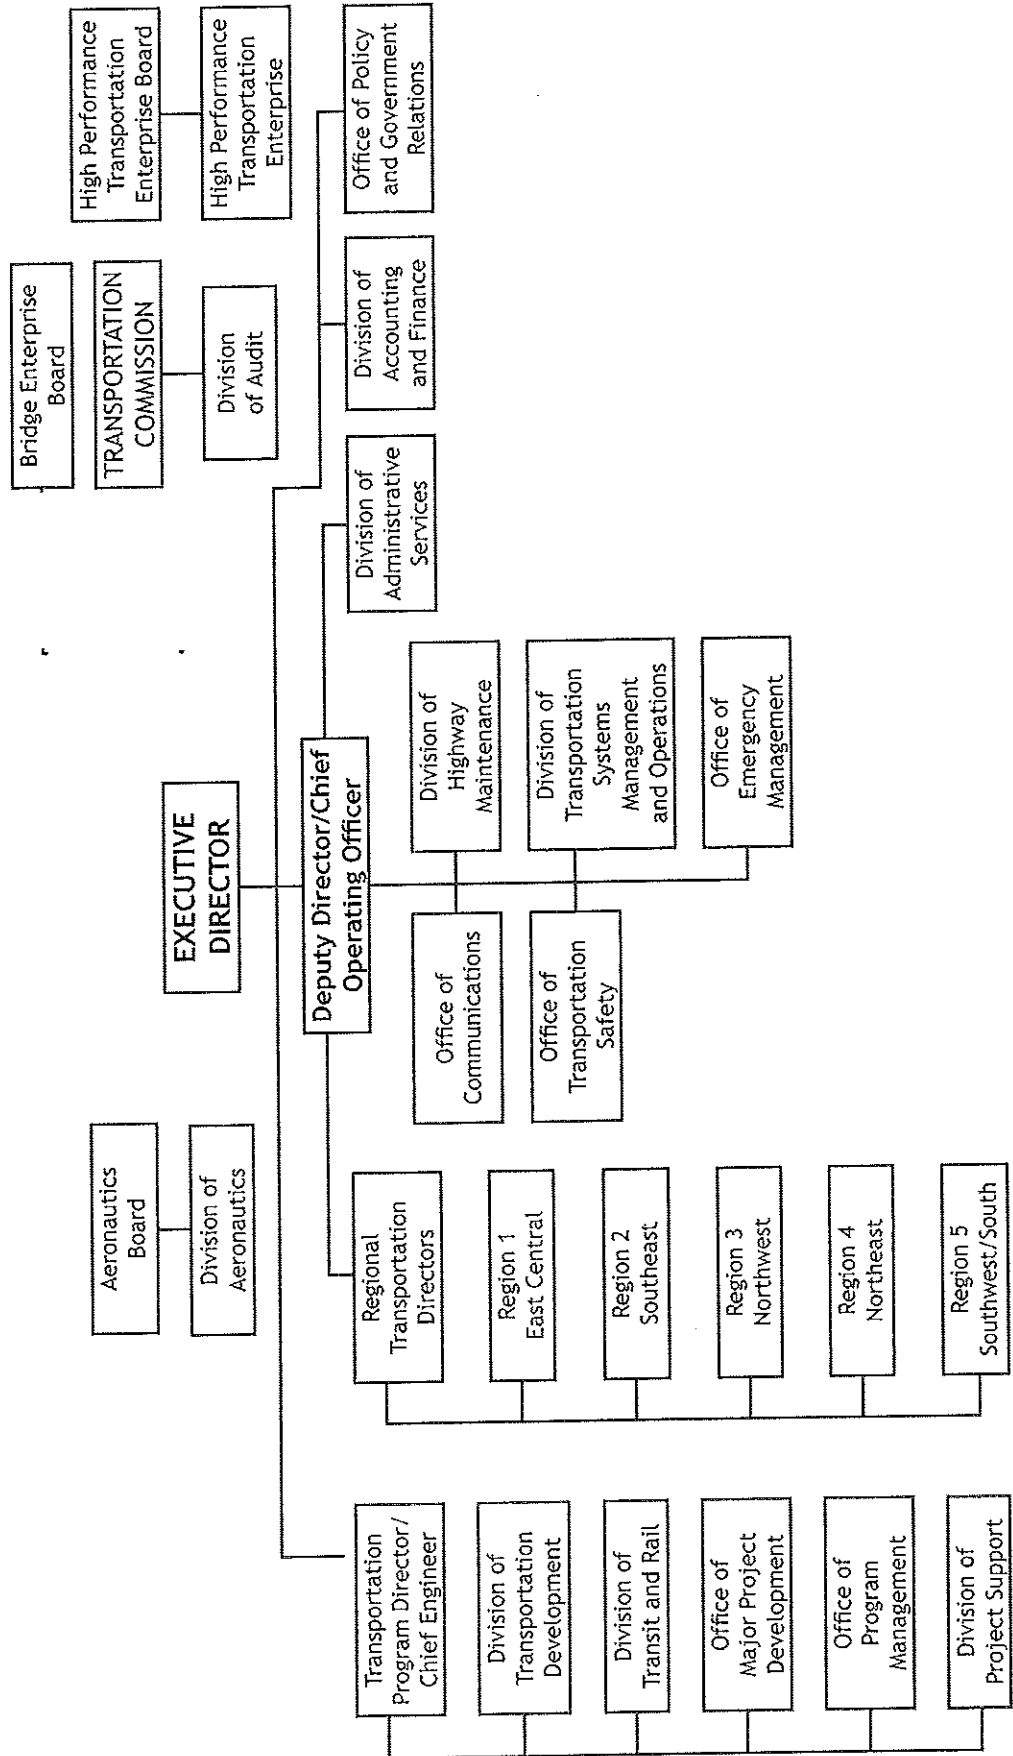 Bridge Enterprise
Board
TRANSPORTATION
COMMISSION
Division
of Audit
High Performance
Transportation
Enterprise Board
High Performance
Transportation
Enterprise
Aeronautics
Board
Division of
Aeronautics
EXECUTIVE
DIRECTOR
Deputy Director/Chief
Operating Officer
Transportation
Program Director/
Chief Engineer
Division of
Transportation
Development
Division of
Transit and Rail
Office of
Major Project
Development
Office of
Program
Management
Division of
Project Support
Regional
Transportation
Directors
Region 1
East Central
Region 2
Southeast
Region 3
Northwest
Region 4
Northeast
Region 5
Southwest/South
Office of
Communications
Office of
Transportation
Safety
Division of
Highway
Maintenance
Division of
Transportation
Systems
Management
and Operations
Office of
Emergency
Management
Division of
Administrative
Services
Division of
Accounting
and Finance
Office of Policy
and Government
Relations